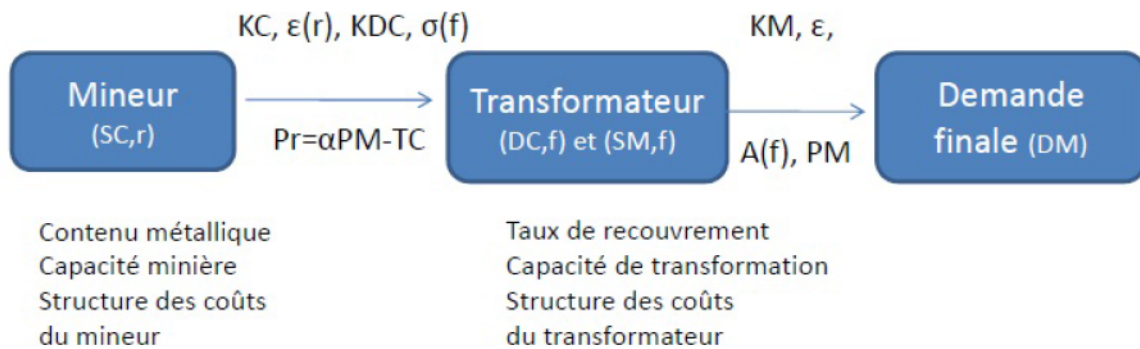 KC, ε(r), KDC, σ(f)
KM, ε,
Mineur
(SC,r)
Transformateur
(DC,f) et (SM,f)
Demande
finale (DM)
Pr=αPM-TC
A(f), PM
Contenu métallique
Capacité minière
Structure des coûts
du mineur
Taux de recouvrement
Capacité de transformation
Structure des coûts
du transformateur